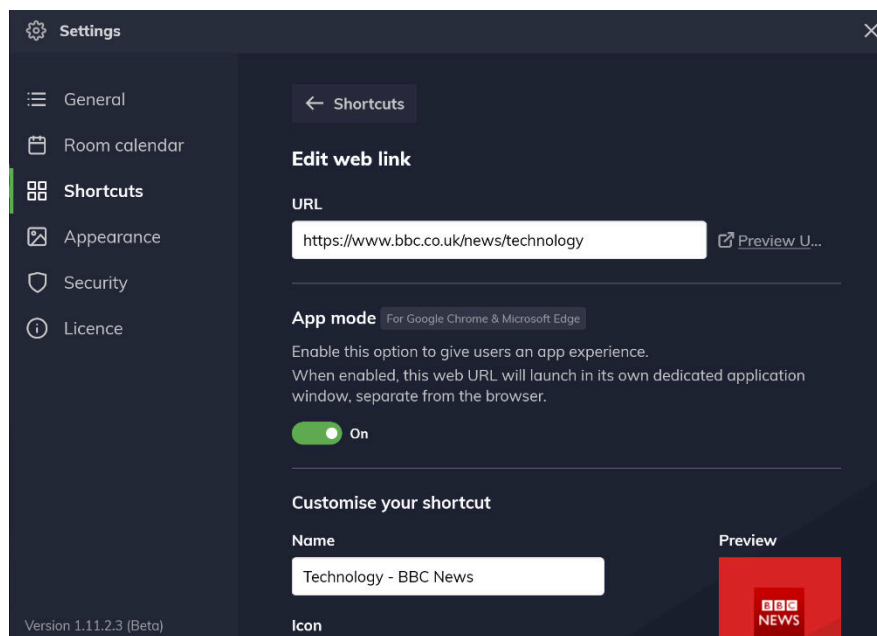 Settings
General
Room calendar
Shortcuts
Appearance
Security
Licence
Version 1.11.2.3 (Beta)
Shortcuts
Edit web link
URL
https://www.bbc.co.uk/news/technology
Preview U...
App mode For Google Chrome & Microsoft Edge
Enable this option to give users an app experience.
When enabled, this web URL will launch in its own dedicated application
window, separate from the browser.
On
Customise your shortcut
Name
Technology - BBC News
Icon
Preview
BBC
NEWS